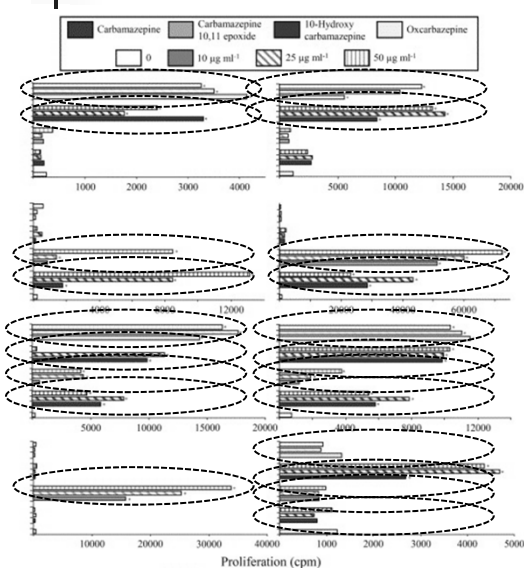 Carbamazepine
Carbamazepine
10,11 epoxide
10-Hydroxy
carbamazepine
Oxcarbazepine
0
10 µg ml⁻¹
25 µg ml⁻¹
50 µg ml⁻¹
1000 2000 3000 4000
5000 10000 15000 20000
4000 8000 12000
20000 40000 60000
5000 10000 15000 20000
4000 8000 12000
10000 20000 30000 40000
0 1000 2000 3000 4000 5000
Proliferation (cpm)